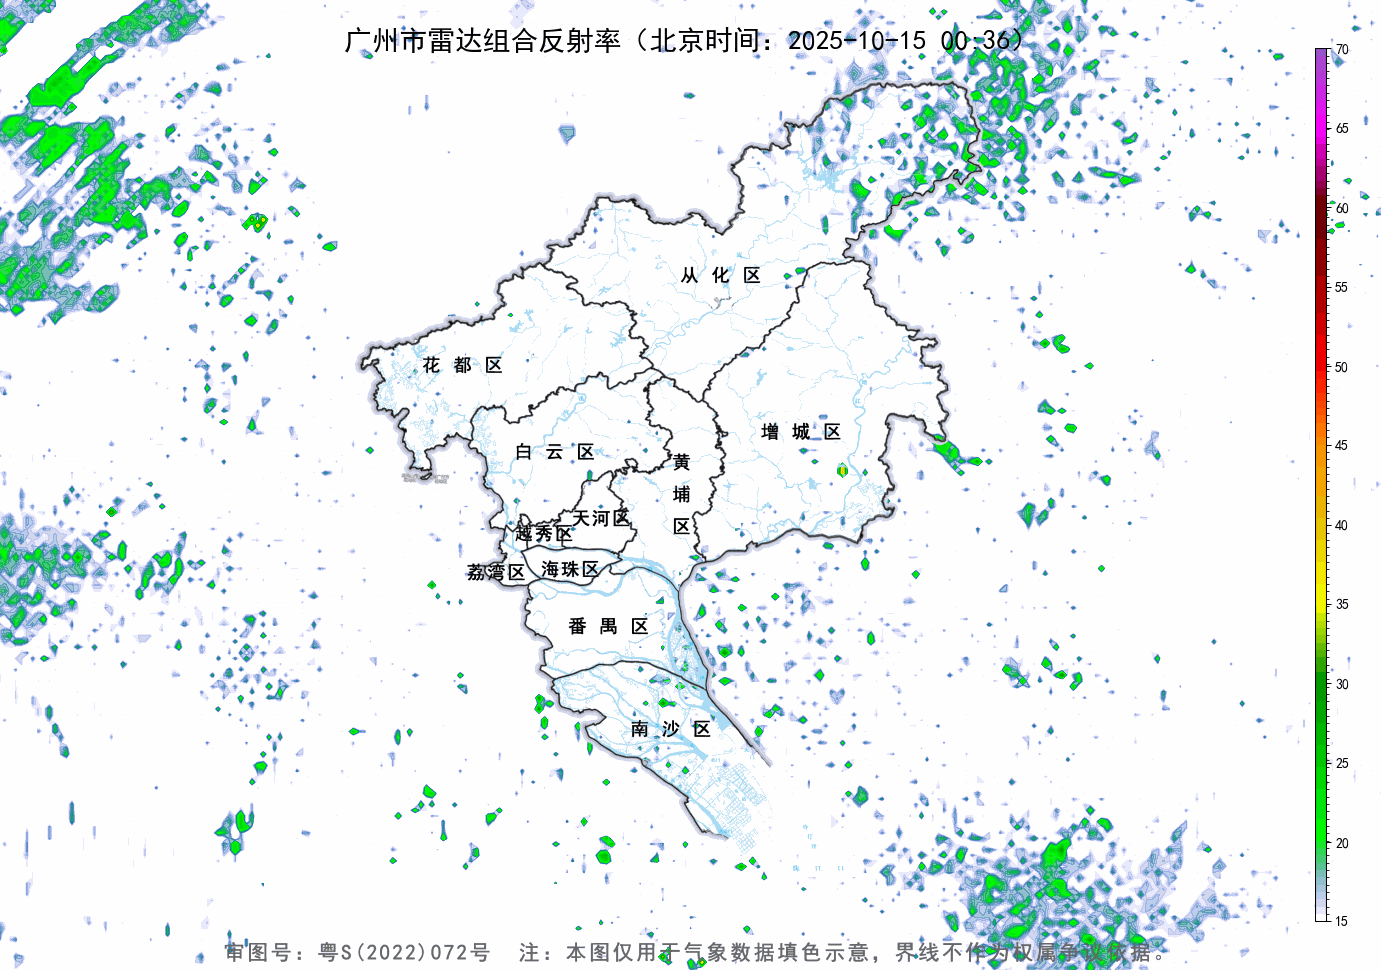 广州市雷达组合反射率（北京时间：2025-10-15 00:36）
70
65
60
55
50
45
40
35
30
25
20
15
从化区
花都区
增城区
白云区
黄埔区
天河区
越秀区
荔湾区
海珠区
番禺区
南沙区
审图号：粤S(2022)072号 注：本图仅用于气象数据填色示意，界线不作为权属争议依据。